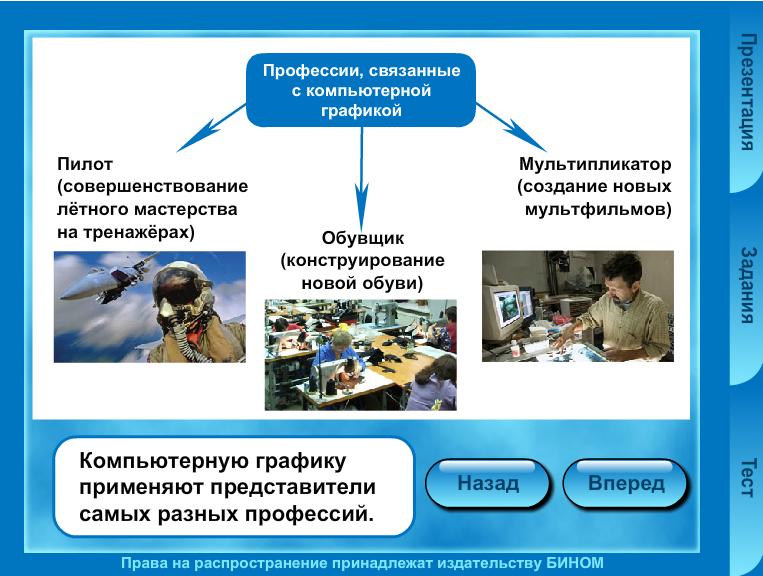 Профессии, связанные
с компьютерной
графикой
Пилот
(совершенствование
лётного мастерства
на тренажёрах)
Обувщик
(конструирование
новой обуви)
Мультипликатор
(создание новых
мультфильмов)
Компьютерную графику
применяют представители
самых разных профессий.
Назад
Вперед
Презентация
Задания
Тест
Права на распространение принадлежат издательству БИНОМ